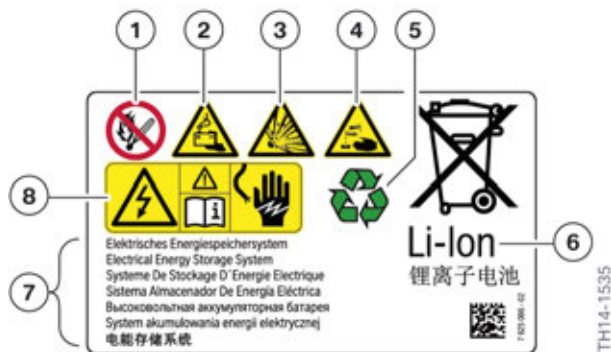 1
2
3
4
5
8
Li-Ion
6
锂离子电池
7
Elektrisches Energiespeichersystem
Electrical Energy Storage System
Systeme De Stockage D´Energie Electrique
Sistema Almacenador De Energía Eléctrica
Высоковольтная аккумуляторная батарея
System akumulowania energii elektrycznej
电能存储系统
TH14-1535